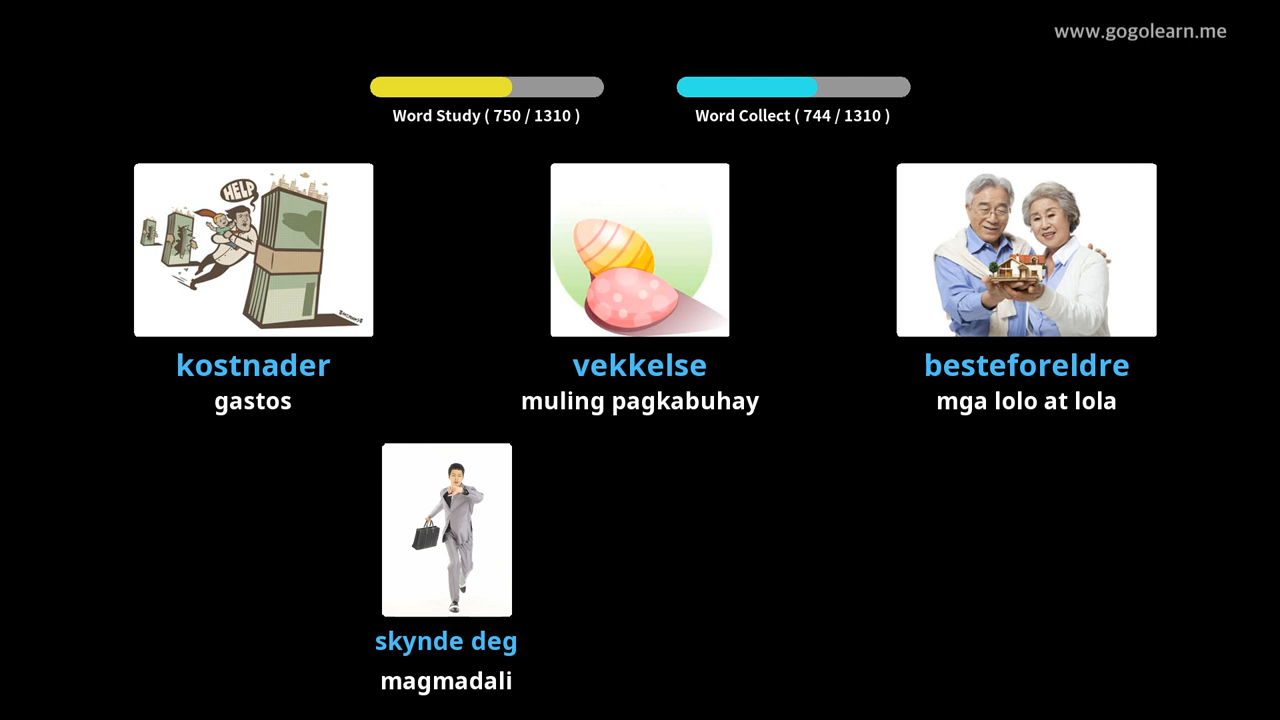 www.gogolearn.me
Word Study ( 750 / 1310 )
Word Collect ( 744 / 1310 )
HELP
kostnader
gastos
vekkelse
muling pagkabuhay
besteforeldre
mga lolo at lola
skynde deg
magmadali